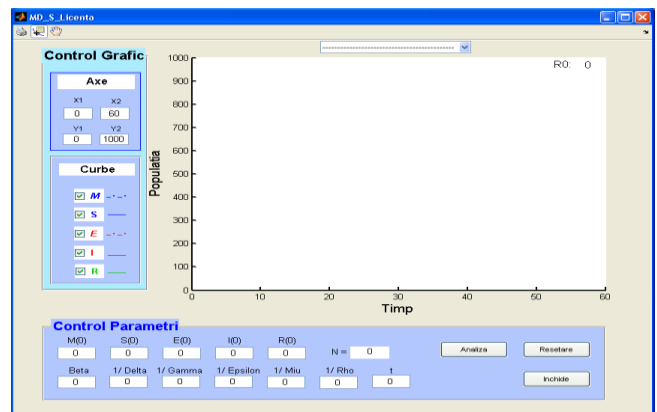 MD_S_Licenta
Control Grafic
Axe
X1 X2
0 60
Y1 Y2
0 1000
Curbe
M
S
E
I
R
R0: 0
Populatia
1000
900
800
700
600
500
400
300
200
100
0
0 10 20 30 40 50 60
Timp
Control Parametri
M(0) S(0) E(0) I(0) R(0)
0 0 0 0 0 N = 0
Beta 1/ Delta 1/ Gamma 1/ Epsilon 1/ Miu 1/ Rho t
0 0 0 0 0 0 0
Analiza Resetare
Inchide